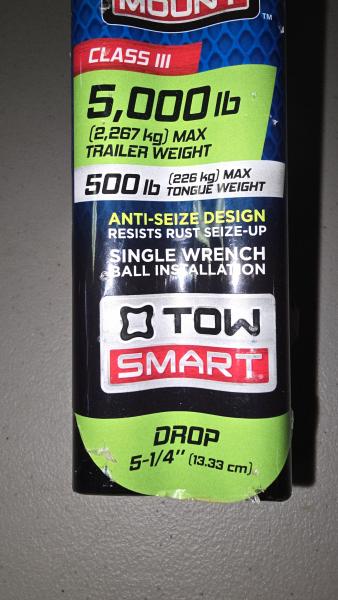 MOUNT
TM
CLASS III
5,000 lb
(2,267 kg) MAX
TRAILER WEIGHT
500 lb (226 kg) MAX
TONGUE WEIGHT
ANTI-SEIZE DESIGN
RESISTS RUST SEIZE-UP
SINGLE WRENCH
BALL INSTALLATION
TOW
SMART
DROP
5-1/4" (13.33 cm)